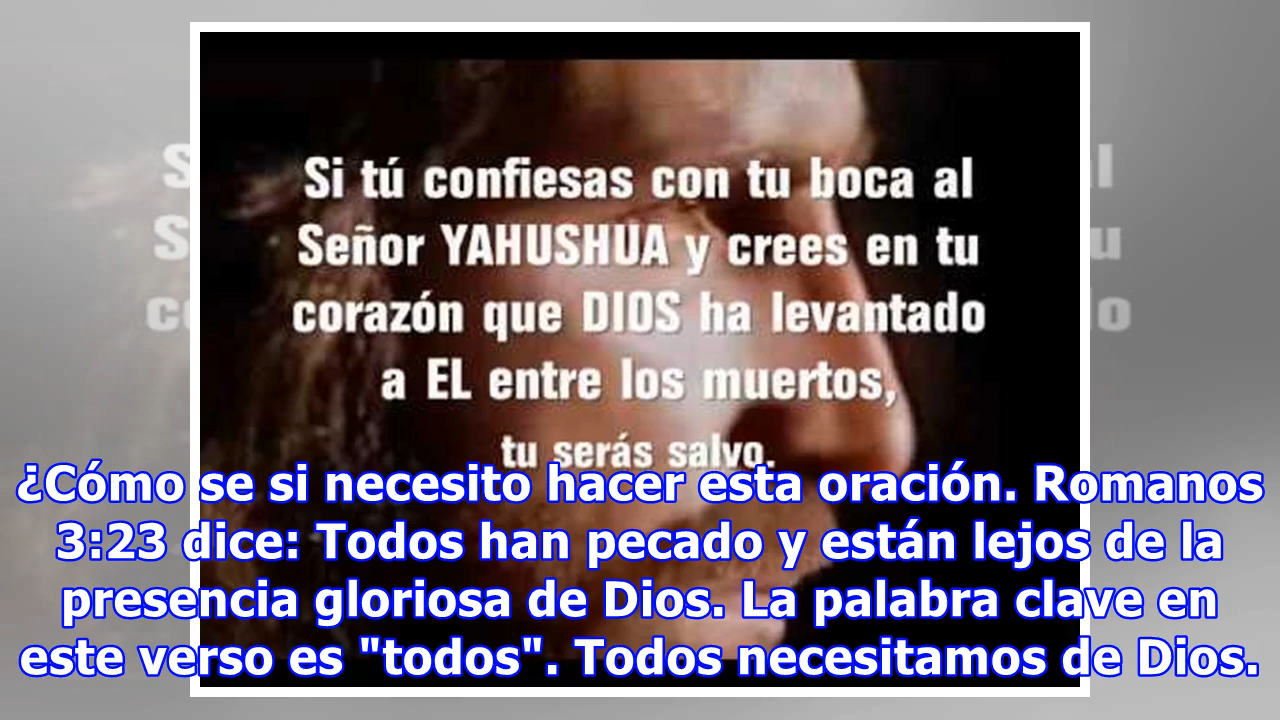 Si tú confiesas con tu boca al
Señor YAHUSHUA y crees en tu
corazón que DIOS ha levantado
a EL entre los muertos,
tu serás salvo.
¿Cómo se si necesito hacer esta oración. Romanos
3:23 dice: Todos han pecado y están lejos de la
presencia gloriosa de Dios. La palabra clave en
este verso es "todos". Todos necesitamos de Dios.